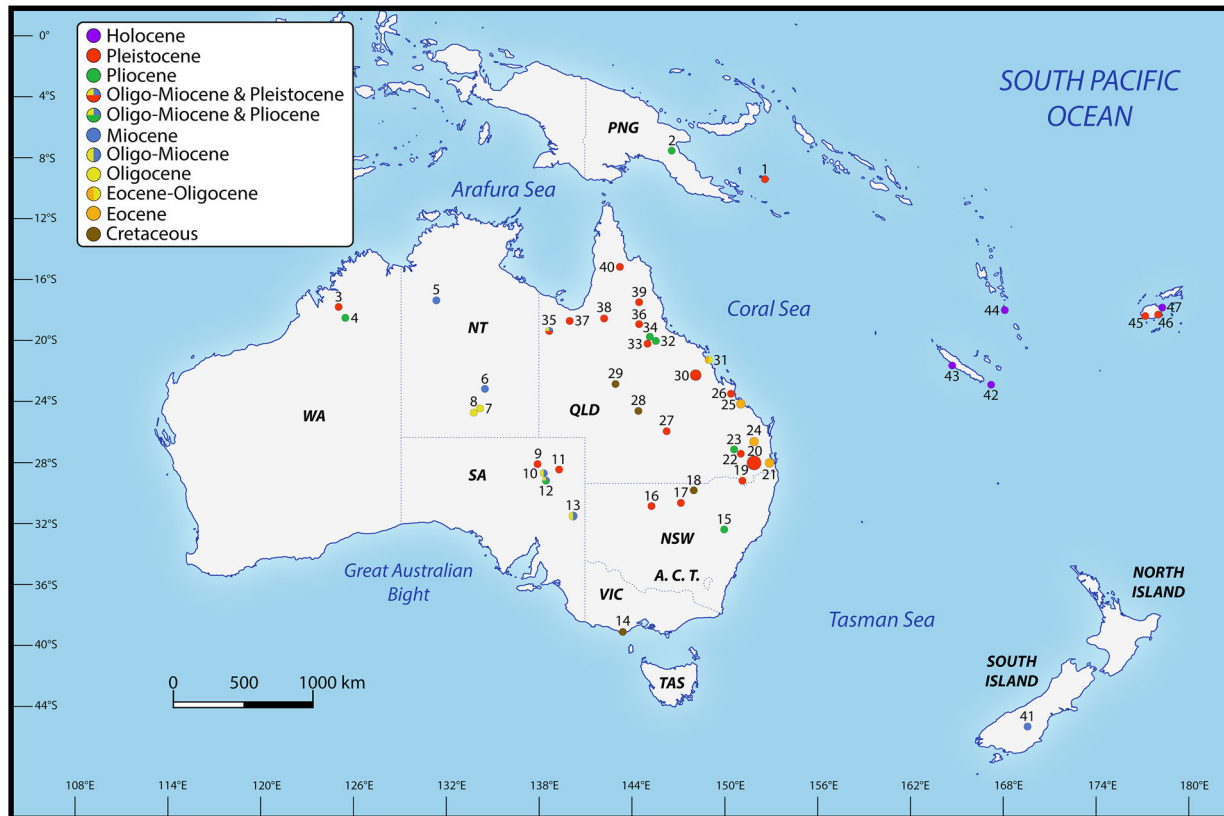 Holocene
Pleistocene
Pliocene
Oligo-Miocene & Pleistocene
Oligo-Miocene & Pliocene
Miocene
Oligo-Miocene
Oligocene
Eocene-Oligocene
Eocene
Cretaceous
0°
4°S
8°S
12°S
16°S
20°S
24°S
28°S
32°S
36°S
40°S
44°S
SOUTH PACIFIC
OCEAN
PNG
2
1
Arafura Sea
40
5
3
4
39
38
37
35
36
34
33
32
Coral Sea
44
47
45
46
NT
31
30
29
28
27
26
25
43
42
6
8
7
WA
QLD
24
23
20
22
21
19
9
11
10
12
SA
13
18
17
16
15
NSW
A. C. T.
VIC
14
Great Australian
Bight
Tasman Sea
NORTH
ISLAND
SOUTH
ISLAND
41
TAS
0
500
1000 km
108°E
120°E
126°E
132°E
138°E
144°E
150°E
156°E
162°E
168°E
174°E
180°E